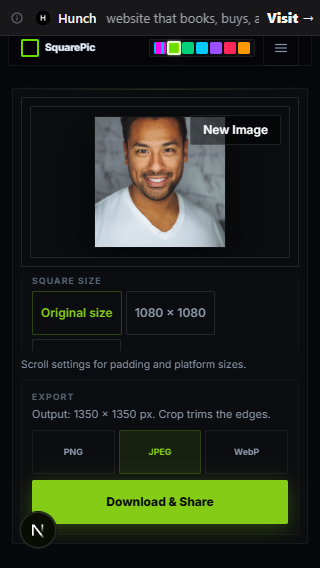 Hunch website that books, buys, a Visit →
SquarePic
New Image
SQUARE SIZE
Original size
1080 × 1080
Scroll settings for padding and platform sizes.
EXPORT
Output: 1350 × 1350 px. Crop trims the edges.
PNG
JPEG
WebP
Download & Share
N